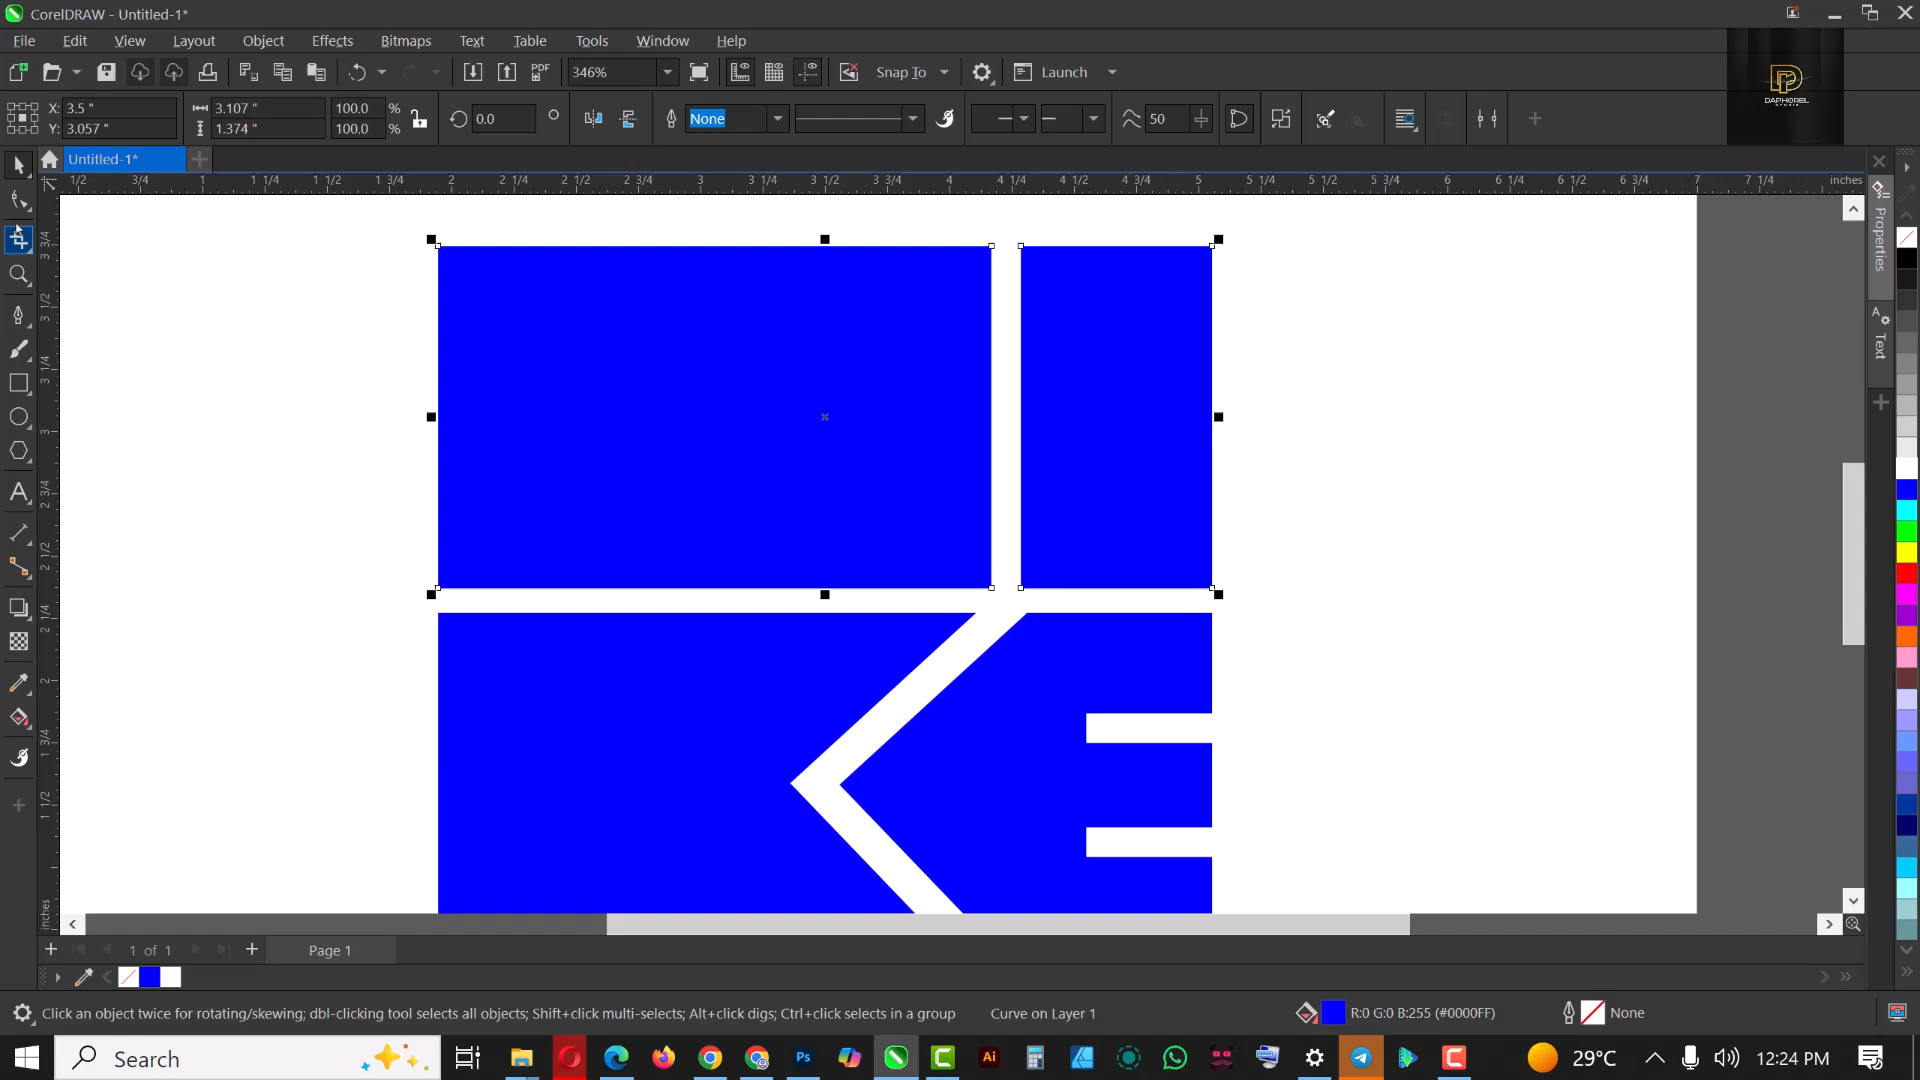 CorelDRAW - Untitled-1*
File Edit View Layout Object Effects Bitmaps Text Table Tools Window Help
PDF 346% Snap To Launch
DAPHOREL
X: 3.5 " 3.107 " 100.0 % 0.0 None 50
Y: 3.057 " 1.374 " 100.0 %
Untitled-1*
1/2 3/4 1 1 1/4 1 1/2 1 3/4 2 2 1/4 2 1/2 2 3/4 3 3 1/4 3 1/2 3 3/4 4 4 1/4 4 1/2 4 3/4 5 5 1/4 5 1/2 5 3/4 6 6 1/4 6 1/2 6 3/4 7 7 1/4 inches
Properties
Text
inches
1 of 1 Page 1
Click an object twice for rotating/skewing; dbl-clicking tool selects all objects; Shift+click multi-selects; Alt+click digs; Ctrl+click selects in a group Curve on Layer 1 R:0 G:0 B:255 (#0000FF) None
Search Ps Ai 29°C 12:24 PM